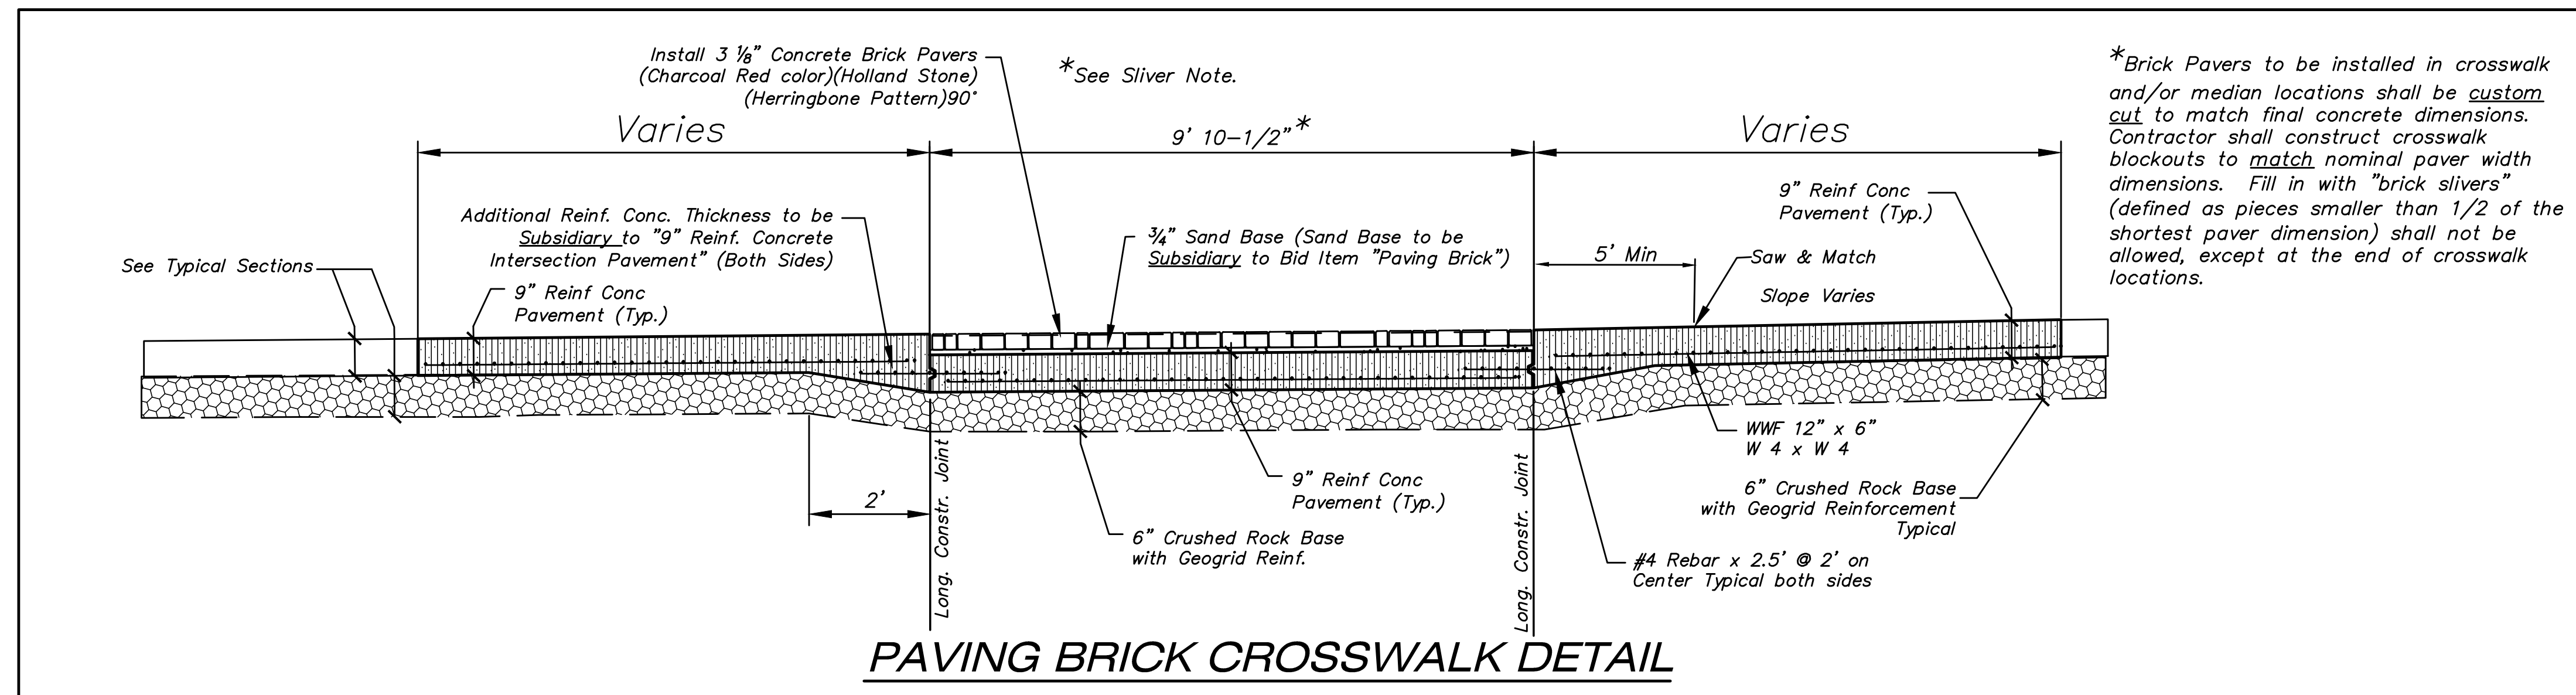 Install 3 ⅛" Concrete Brick Pavers
(Charcoal Red color)(Holland Stone)
(Herringbone Pattern)90°
*See Sliver Note.
*Brick Pavers to be installed in crosswalk
and/or median locations shall be custom
cut to match final concrete dimensions.
Contractor shall construct crosswalk
blockouts to match nominal paver width
dimensions. Fill in with "brick slivers"
(defined as pieces smaller than 1/2 of the
shortest paver dimension) shall not be
allowed, except at the end of crosswalk
locations.
Varies
9' 10-1/2"*
Varies
Additional Reinf. Conc. Thickness to be
Subsidiary to "9" Reinf. Concrete
Intersection Pavement" (Both Sides)
¾" Sand Base (Sand Base to be
Subsidiary to Bid Item "Paving Brick")
9" Reinf Conc
Pavement (Typ.)
5' Min
Saw & Match
Slope Varies
See Typical Sections
9" Reinf Conc
Pavement (Typ.)
2'
Long. Constr. Joint
6" Crushed Rock Base
with Geogrid Reinf.
9" Reinf Conc
Pavement (Typ.)
Long. Constr. Joint
WWF 12" x 6"
W 4 x W 4
6" Crushed Rock Base
with Geogrid Reinforcement
Typical
#4 Rebar x 2.5' @ 2' on
Center Typical both sides
PAVING BRICK CROSSWALK DETAIL